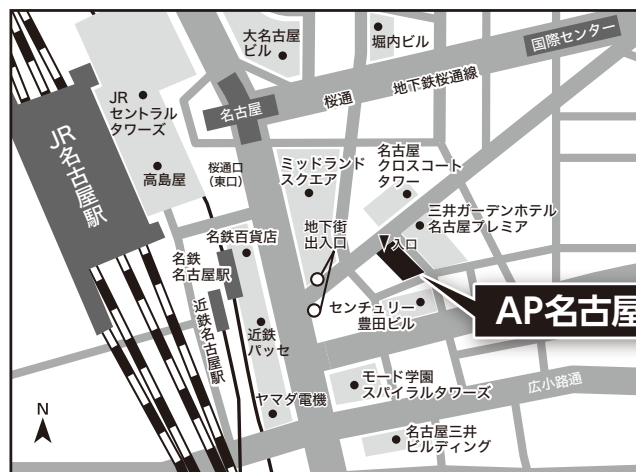 大名古屋
ビル
堀内ビル
国際センター
地下鉄桜通線
桜通
名古屋
JR
セントラル
タワーズ
JR名古屋駅
高島屋
桜通口
(東口)
ミッドランド
スクエア
名古屋
クロスコート
タワー
三井ガーデンホテル
名古屋プレミア
入口
地下街
出入口
名鉄百貨店
名鉄
名古屋駅
近鉄名古屋駅
近鉄
パッセ
センチュリー
豊田ビル
AP名古屋
モード学園
スパイラルタワーズ
広小路通
ヤマダ電機
名古屋三井
ビルディング
N